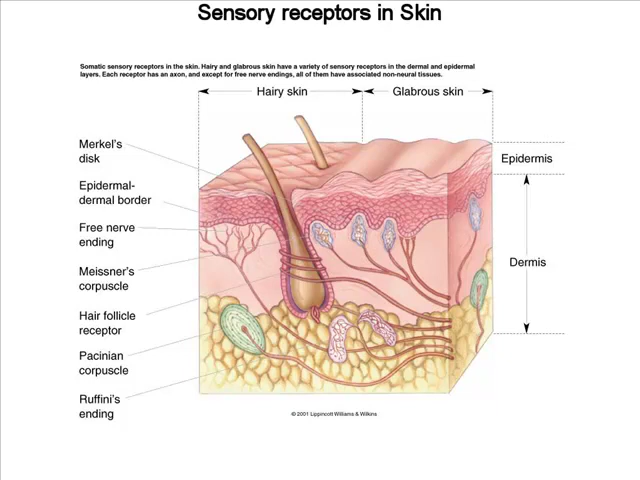 Sensory receptors in Skin
Somatic sensory receptors in the skin. Hairy and glabrous skin have a variety of sensory receptors in the dermal and epidermal
layers. Each receptor has an axon, and except for free nerve endings, all of them have associated non-neural tissues.
Hairy skin
Glabrous skin
Merkel's
disk
Epidermis
Epidermal-
dermal border
Free nerve
ending
Dermis
Meissner's
corpuscle
Hair follicle
receptor
Pacinian
corpuscle
Ruffini's
ending
© 2001 Lippincott Williams & Wilkins